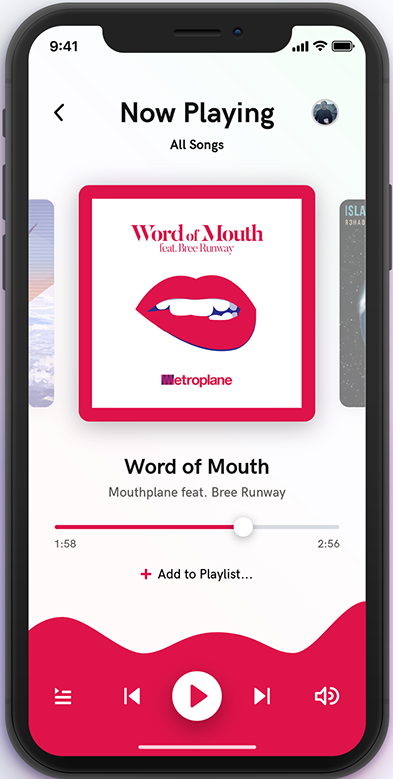 9:41
Now Playing
All Songs
ISLA
R3HAB
Word of Mouth
feat. Bree Runway
Metroplane
Word of Mouth
Mouthplane feat. Bree Runway
1:58
2:56
+ Add to Playlist...